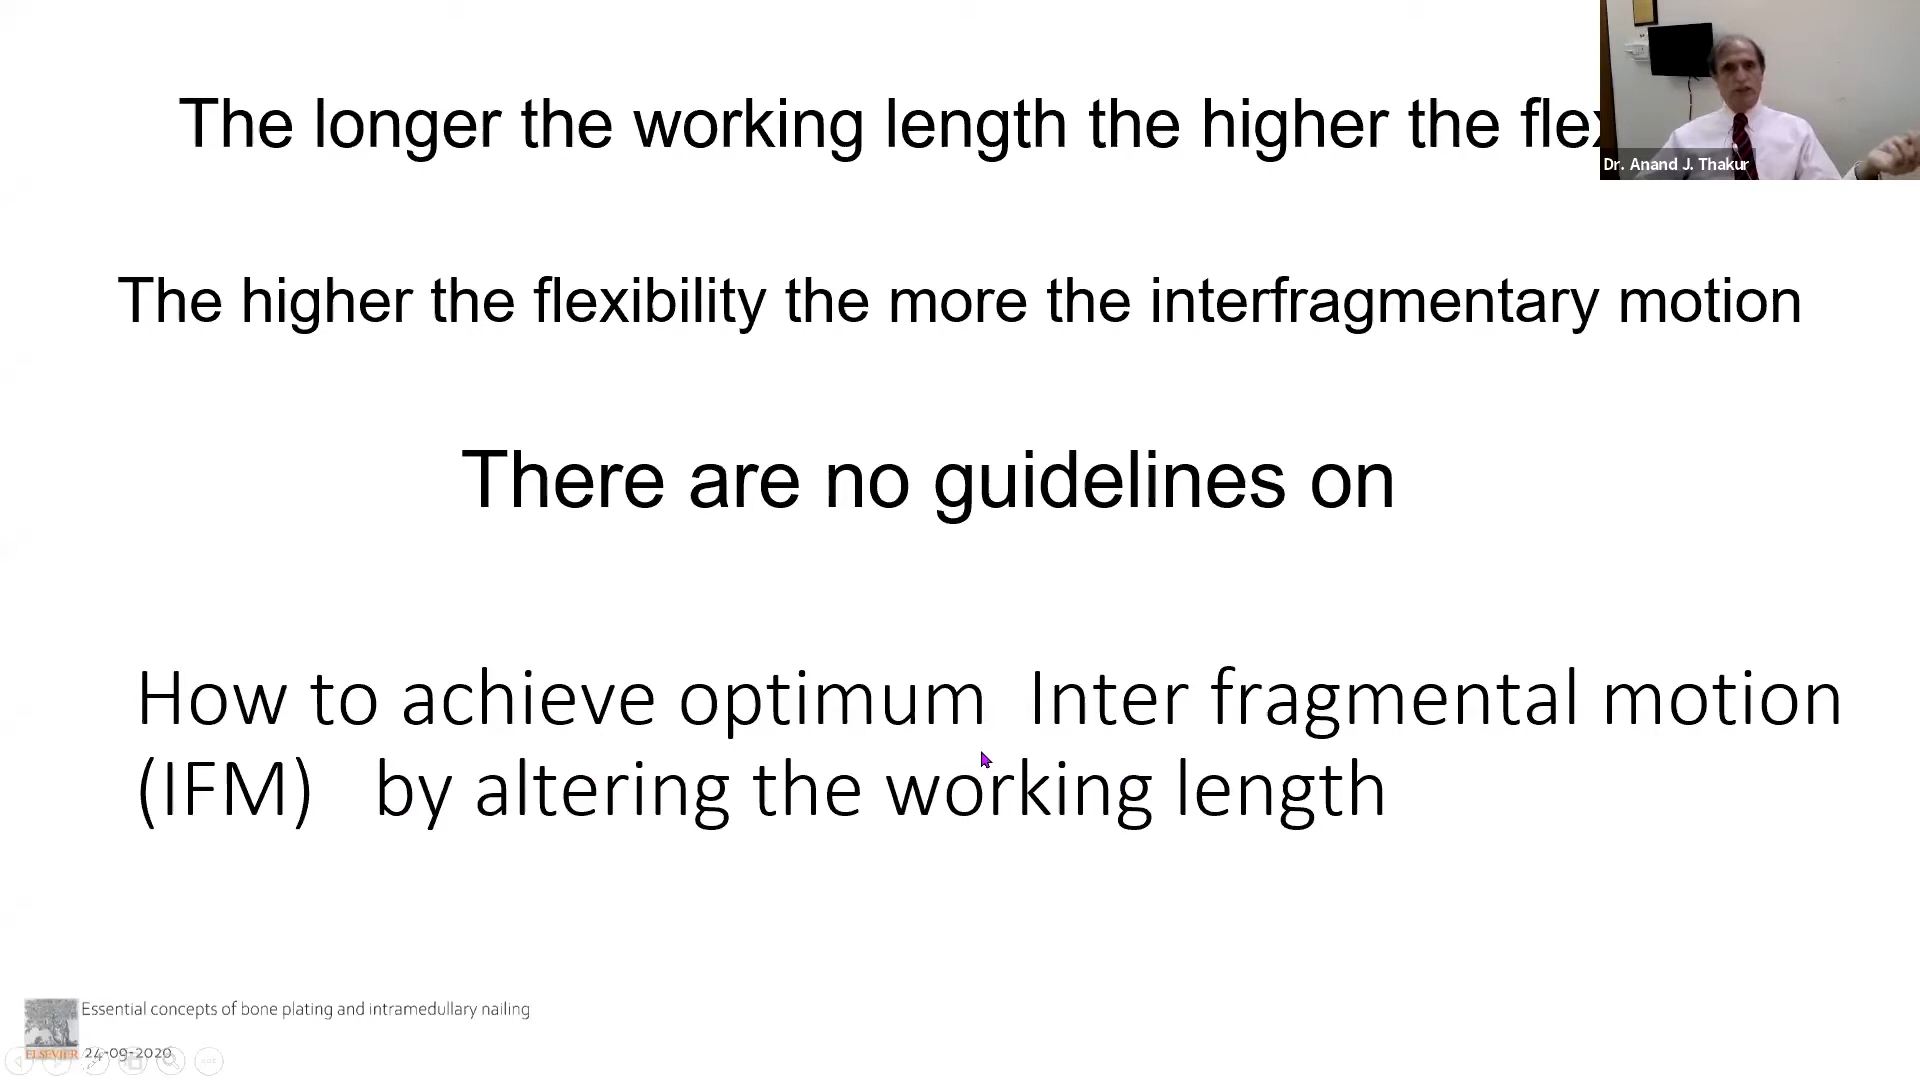 The longer the working length the higher the
Dr. Anand J. Thakur
The higher the flexibility the more the interfragmentary motion
There are no guidelines on
How to achieve optimum Inter fragmental motion
(IFM) by altering the working length
Essential concepts of bone plating and intramedullary nailing
ELSEVIER
24-09-2020